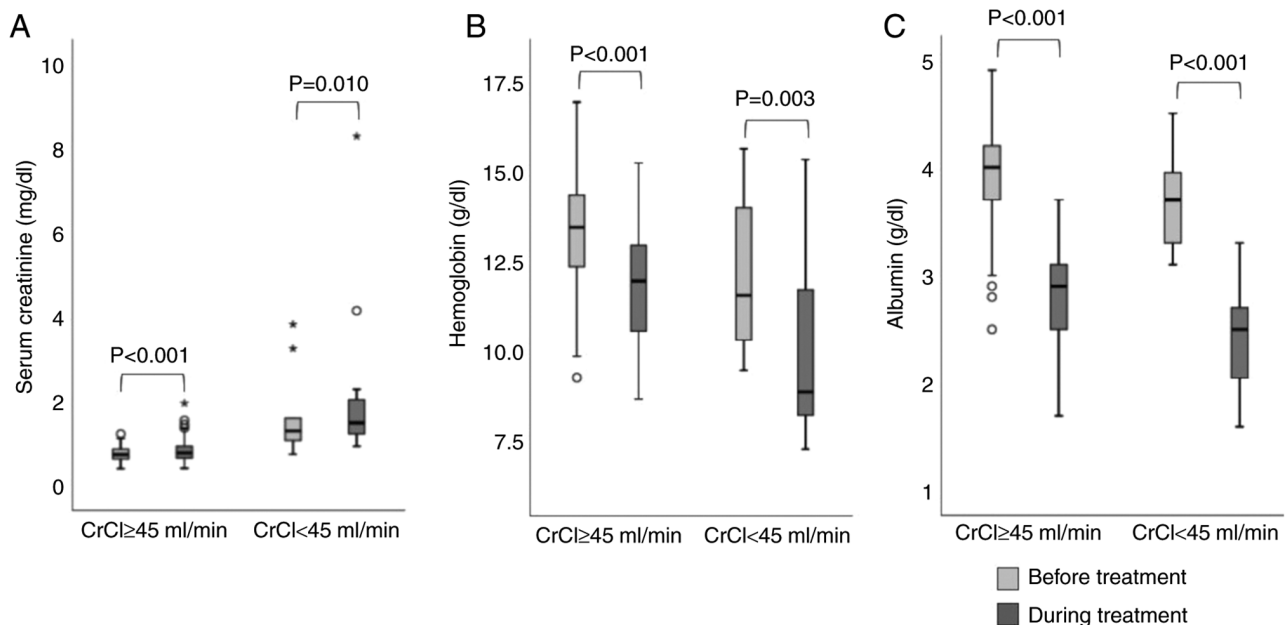 A
Serum creatinine (mg/dl)
10
8
6
4
2
0
P<0.001
P=0.010
CrCl≥45 ml/min
CrCl<45 ml/min
B
Hemoglobin (g/dl)
17.5
15.0
12.5
10.0
7.5
P<0.001
P=0.003
CrCl≥45 ml/min
CrCl<45 ml/min
C
Albumin (g/dl)
5
4
3
2
1
P<0.001
P<0.001
CrCl≥45 ml/min
CrCl<45 ml/min
Before treatment
During treatment